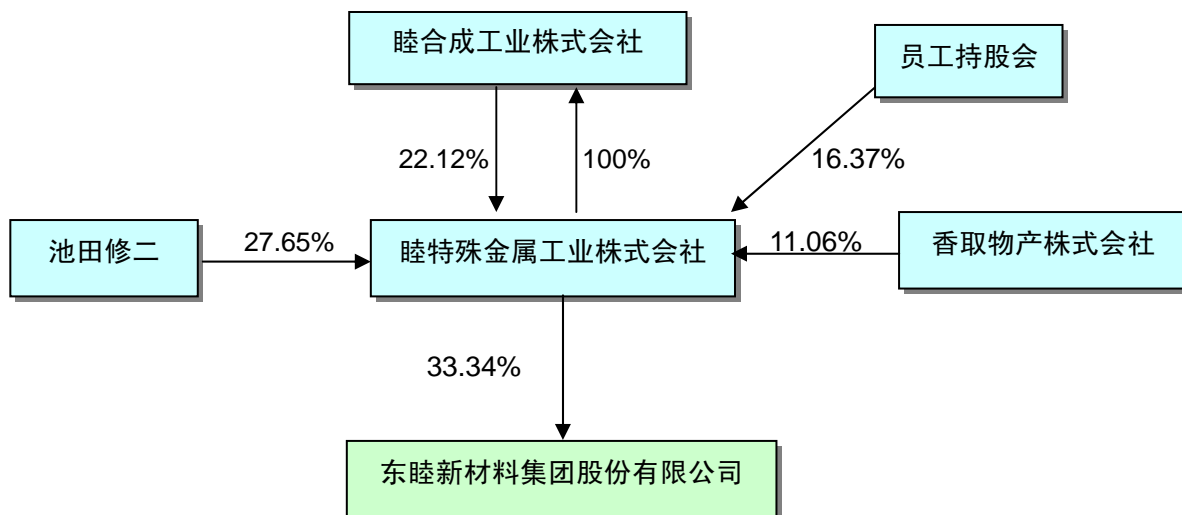 睦合成工业株式会社
员工持股会
22.12%
100%
16.37%
池田修二
27.65%
睦特殊金属工业株式会社
11.06%
香取物产株式会社
33.34%
东睦新材料集团股份有限公司